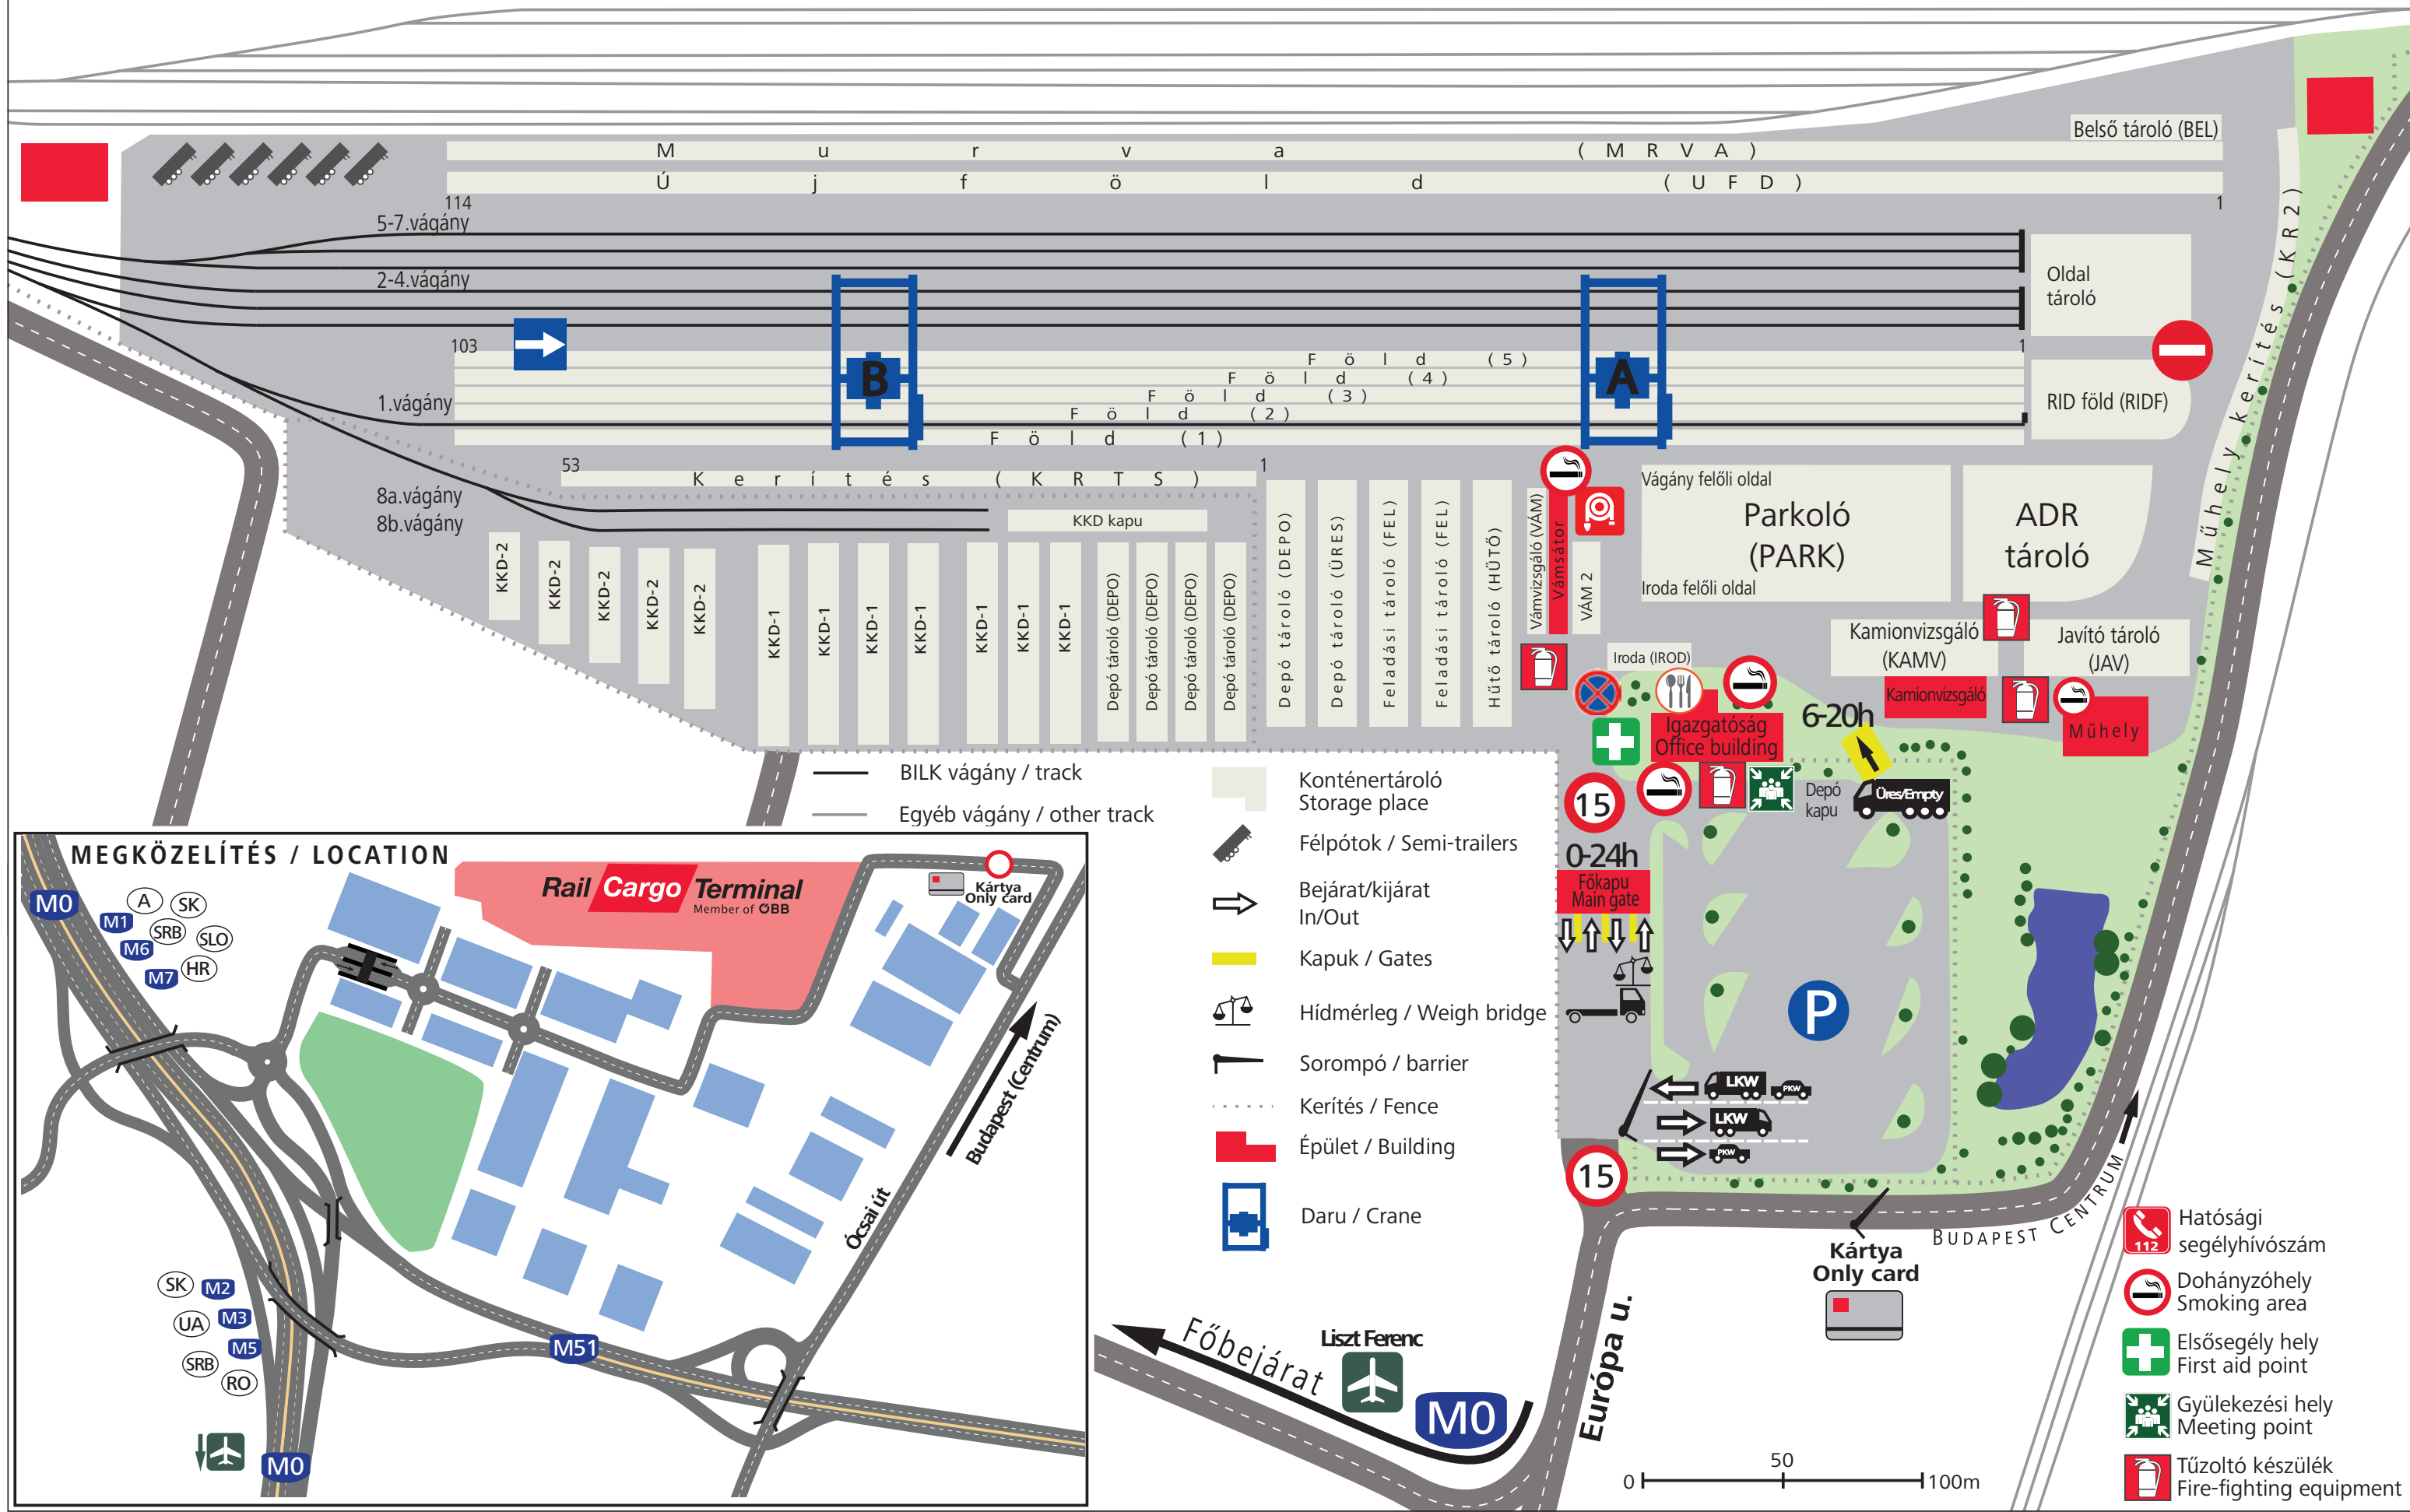 Belső tároló (BEL)
Murva (MRVA)
Újföld (UFD)
114
1
5-7.vágány
2-4.vágány
Oldal
tároló
103
1
Föld (5)
Föld (4)
Föld (3)
Föld (2)
Föld (1)
B
A
1.vágány
RID föld (RIDF)
Műhely kerítés (KR2)
53
1
Kerítés (KRTS)
8a.vágány
8b.vágány
KKD kapu
KKD-2
KKD-2
KKD-2
KKD-2
KKD-2
KKD-1
KKD-1
KKD-1
KKD-1
KKD-1
KKD-1
KKD-1
Depó tároló (DEPO)
Depó tároló (DEPO)
Depó tároló (DEPO)
Depó tároló (DEPO)
Depó tároló (DEPO)
Depó tároló (ÜRES)
Feladási tároló (FEL)
Feladási tároló (FEL)
Hűtő tároló (HŰTŐ)
Vámvizsgáló (VÁM)
Vámsátor
VÁM 2
Vágány felőli oldal
Parkoló
(PARK)
Iroda felőli oldal
ADR
tároló
Kamionvizsgáló
(KAMV)
Javító tároló
(JAV)
Kamionvizsgáló
Műhely
Iroda (IROD)
Igazgatóság
Office building
6-20h
Depó
kapu
Üres/Empty
15
0-24h
Főkapu
Main gate
P
LKW
PKW
LKW
PKW
15
BUDAPEST CENTRUM
Kártya
Only card
Európa u.
Főbejárat
Liszt Ferenc
M0
0
50
100m
BILK vágány / track
Egyéb vágány / other track
Konténertároló
Storage place
Félpótok / Semi-trailers
Bejárat/kijárat
In/Out
Kapuk / Gates
Hídmérleg / Weigh bridge
Sorompó / barrier
Kerítés / Fence
Épület / Building
Daru / Crane
112
Hatósági
segélyhívószám
Dohányzóhely
Smoking area
Elsősegély hely
First aid point
Gyülekezési hely
Meeting point
Tűzoltó készülék
Fire-fighting equipment
MEGKÖZELÍTÉS / LOCATION
M0
A
SK
M1
SRB
SLO
M6
HR
M7
Rail Cargo Terminal
Member of ÖBB
Kártya
Only card
Budapest (Centrum)
Ócsai út
SK
M2
UA
M3
M5
SRB
RO
M51
M0